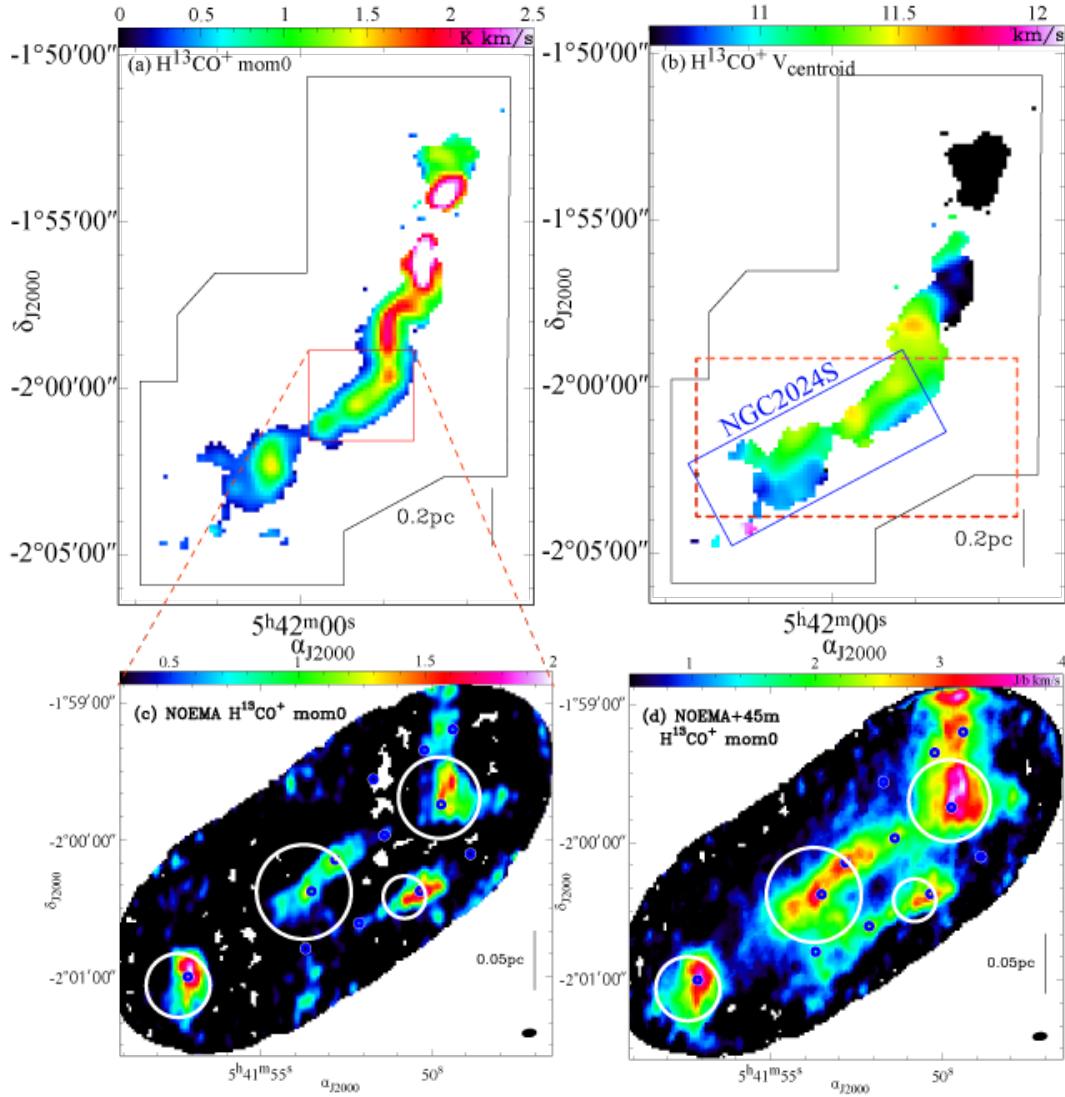 0 0.5 1 1.5 2 2.5
K km/s
(a) H¹³CO⁺ mom0
-1°50′00″
-1°55′00″
-2°00′00″
-2°05′00″
δJ2000
0.2pc
5ʰ42ᵐ00ˢ
αJ2000
11 11.5 12
km/s
(b) H¹³CO⁺ Vcentroid
-1°50′00″
-1°55′00″
-2°00′00″
-2°05′00″
δJ2000
NGC2024S
0.2pc
5ʰ42ᵐ00ˢ
αJ2000
0.5 1 1.5 2
(c) NOEMA H¹³CO⁺ mom0
-1°59′00″
-2°00′00″
-2°01′00″
δJ2000
0.05pc
5ʰ41ᵐ55ˢ 50ˢ
αJ2000
1 2 3 4
J/b km/s
(d) NOEMA+45m
H¹³CO⁺ mom0
-1°59′00″
-2°00′00″
-2°01′00″
δJ2000
0.05pc
5ʰ41ᵐ55ˢ 50ˢ
αJ2000